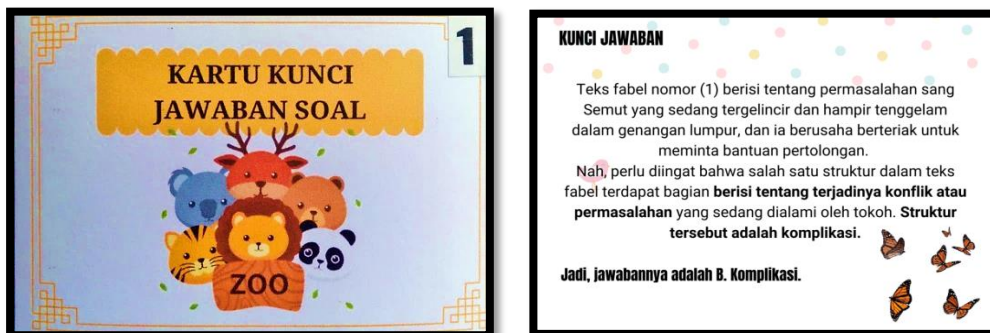 1
KARTU KUNCI
JAWABAN SOAL
ZOO
KUNCI JAWABAN
Teks fabel nomor (1) berisi tentang permasalahan sang
Semut yang sedang tergelincir dan hampir tenggelam
dalam genangan lumpur, dan ia berusaha berteriak untuk
meminta bantuan pertolongan.
Nah, perlu diingat bahwa salah satu struktur dalam teks
fabel terdapat bagian berisi tentang terjadinya konflik atau
permasalahan yang sedang dialami oleh tokoh. Struktur
tersebut adalah komplikasi.
Jadi, jawabannya adalah B. Komplikasi.